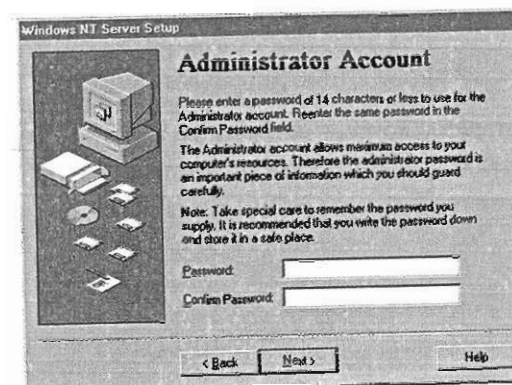 Windows NT Server Setup
Administrator Account
Please enter a password of 14 characters or less to use for the
Administrator account. Reenter the same password in the
Confirm Password field.
The Administrator account allows maximum access to your
computer's resources. Therefore the administrator password is
an important piece of information which you should guard
carefully.
Note: Take special care to remember the password you
supply. It is recommended that you write the password down
and store it in a safe place.
Password:
Confirm Password:
< Back
Next >
Help